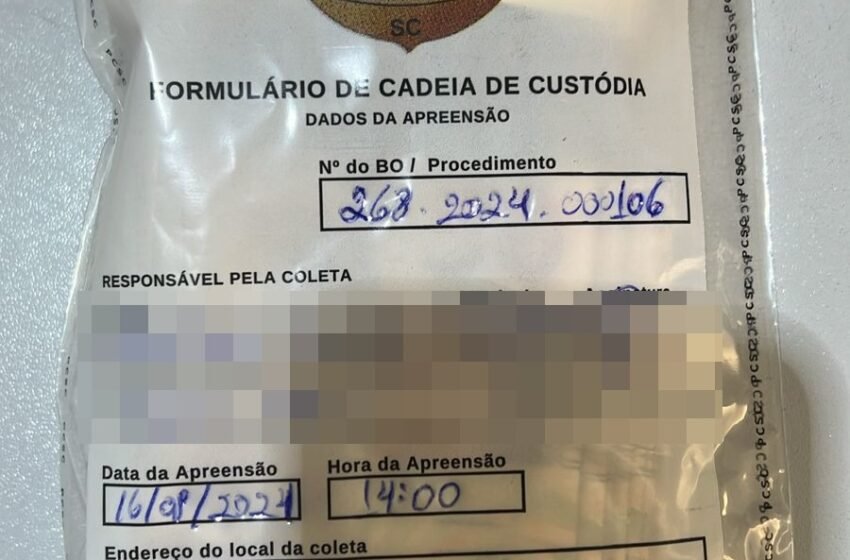 SC
FORMULÁRIO DE CADEIA DE CUSTÓDIA
DADOS DA APREENSÃO
Nº do BO / Procedimento
268.2024.000106
RESPONSÁVEL PELA COLETA
Data da Apreensão Hora da Apreensão
16/08/2024 14:00
Endereço do local da coleta
PCSC